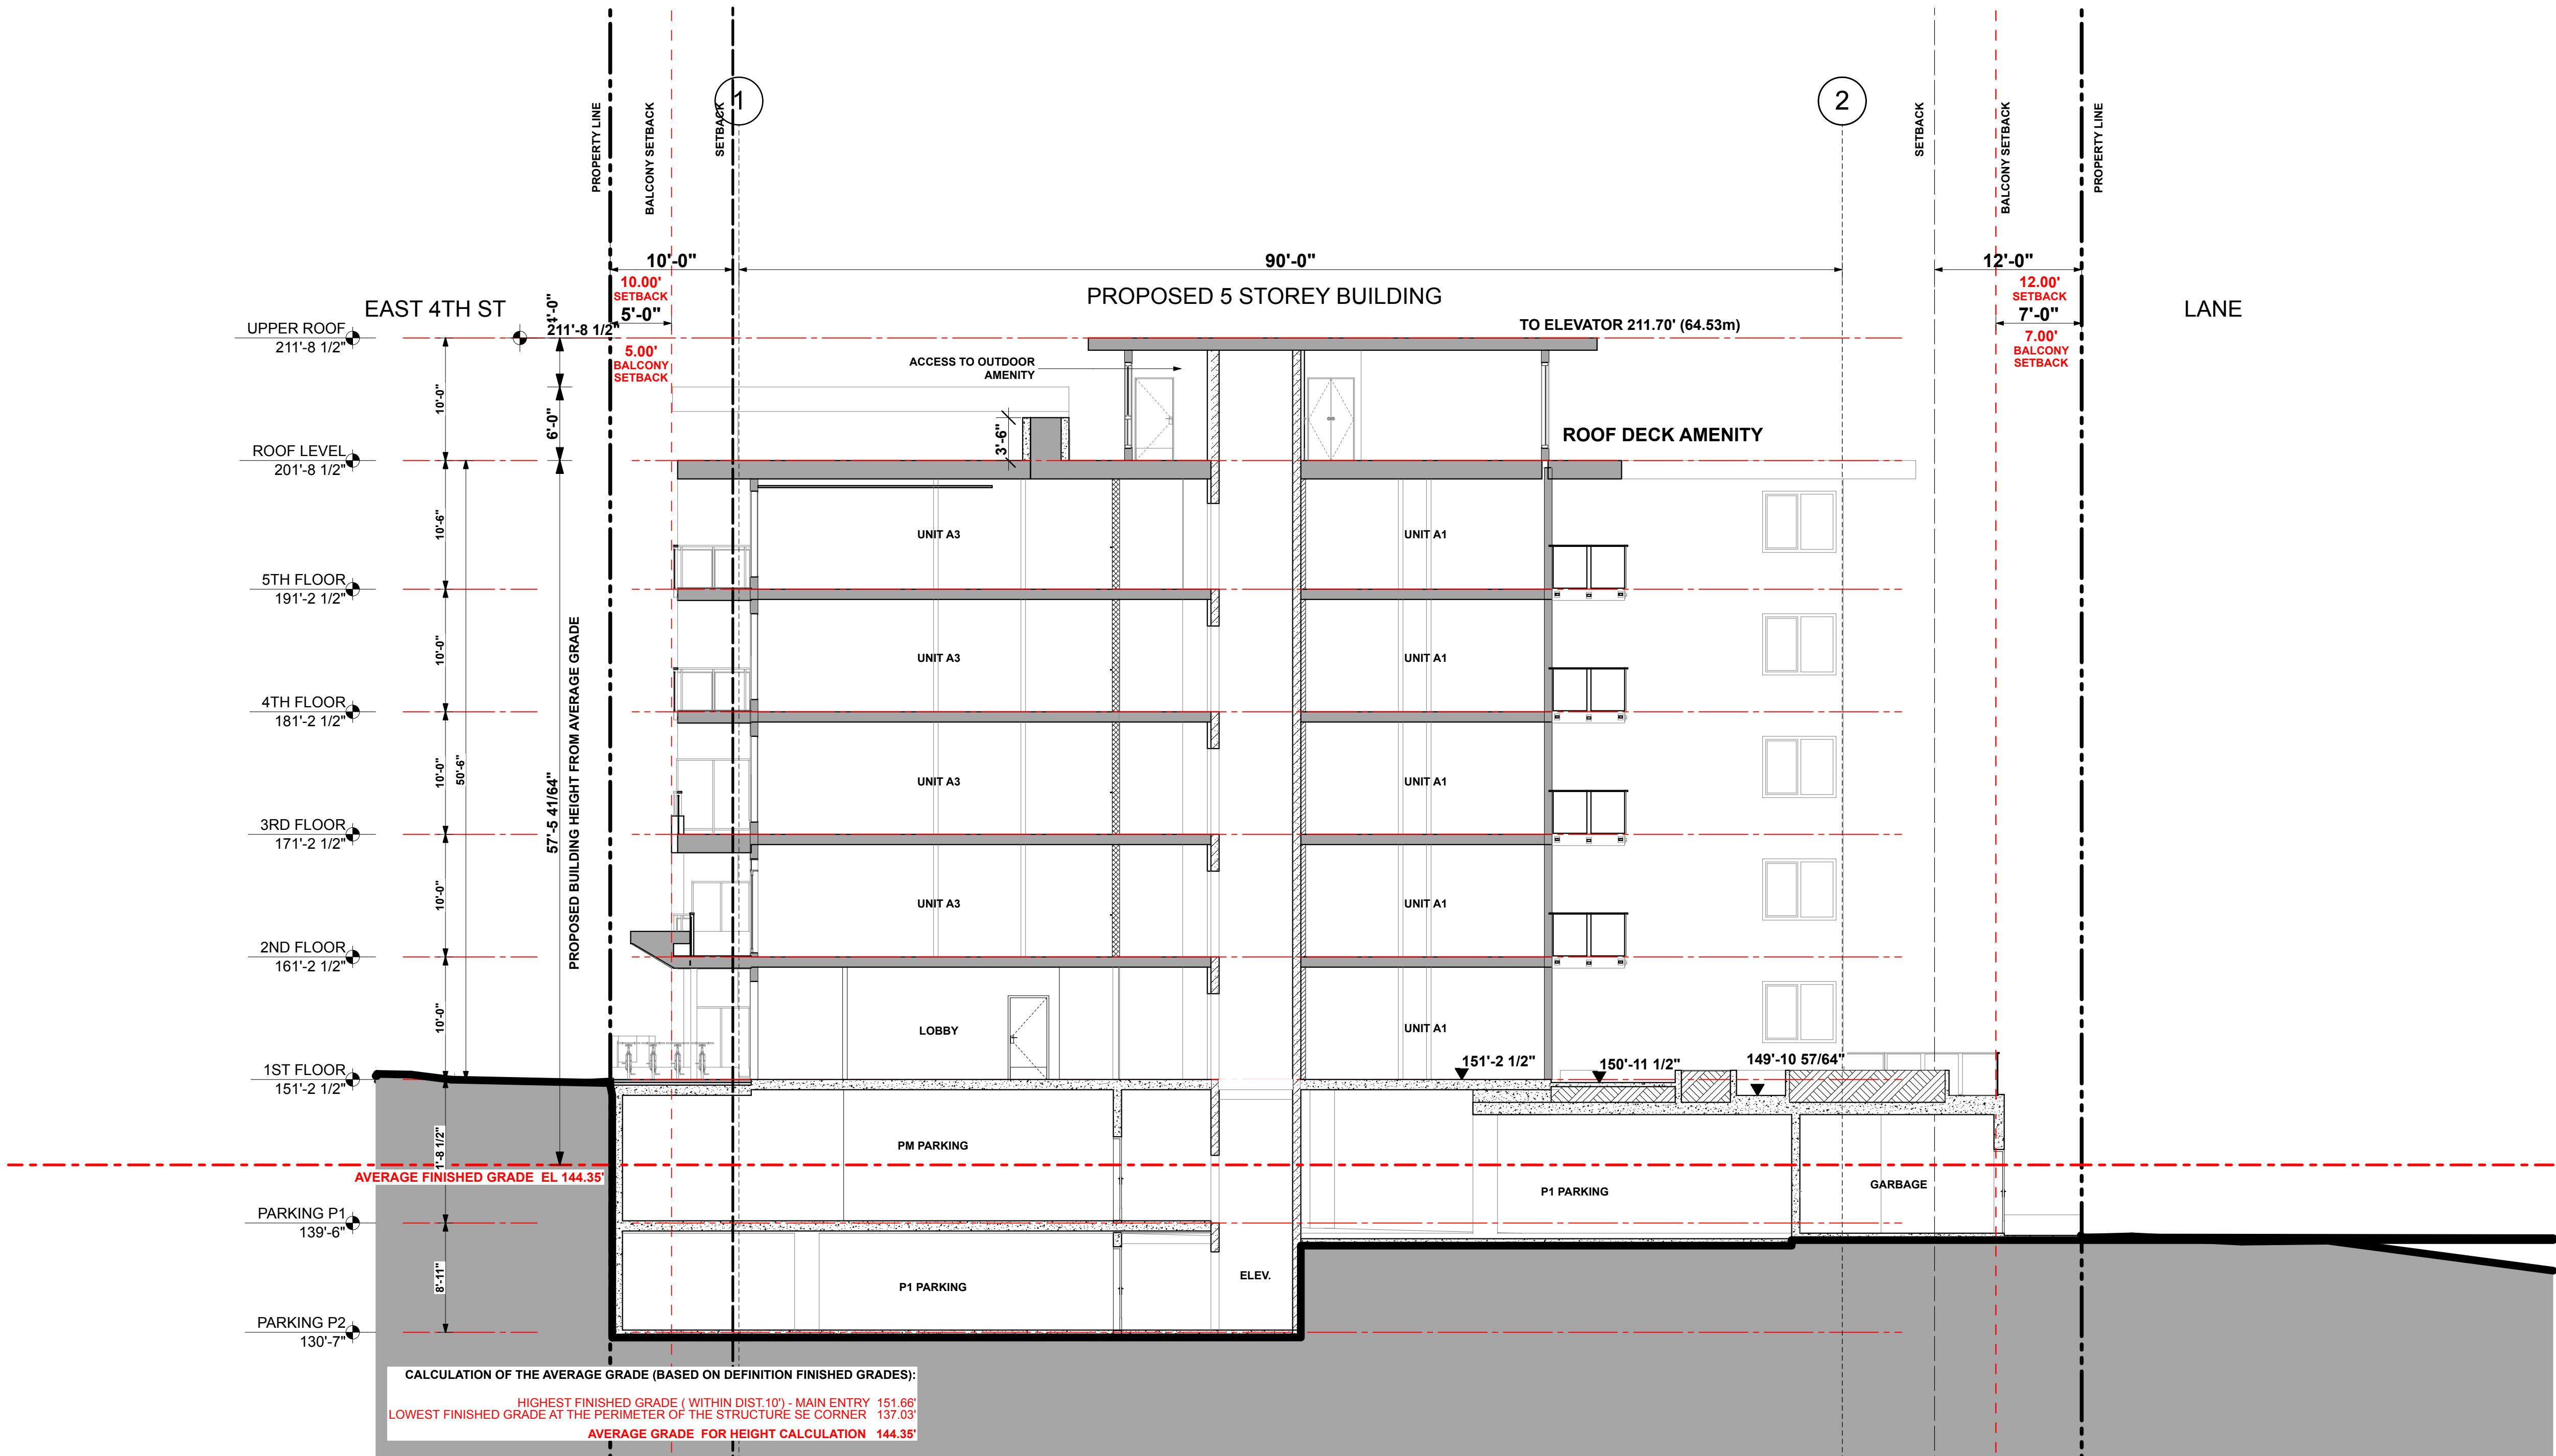 PROPERTY LINE
BALCONY SETBACK
SETBACK
1
2
SETBACK
BALCONY SETBACK
PROPERTY LINE
10'-0"
90'-0"
12'-0"
10.00'
SETBACK
12.00'
SETBACK
EAST 4TH ST
4'-0"
5'-0"
PROPOSED 5 STOREY BUILDING
7'-0"
LANE
UPPER ROOF
211'-8 1/2"
211'-8 1/2"
TO ELEVATOR 211.70' (64.53m)
5.00'
BALCONY
SETBACK
7.00'
BALCONY
SETBACK
ACCESS TO OUTDOOR
AMENITY
10'-0"
6'-0"
3'-6"
ROOF DECK AMENITY
ROOF LEVEL
201'-8 1/2"
10'-6"
UNIT A3
UNIT A1
5TH FLOOR
191'-2 1/2"
10'-0"
UNIT A3
UNIT A1
4TH FLOOR
181'-2 1/2"
10'-0"
50'-6"
57'-5 41/64"
PROPOSED BUILDING HEIGHT FROM AVERAGE GRADE
UNIT A3
UNIT A1
3RD FLOOR
171'-2 1/2"
10'-0"
UNIT A3
UNIT A1
2ND FLOOR
161'-2 1/2"
10'-0"
LOBBY
UNIT A1
151'-2 1/2"
150'-11 1/2"
149'-10 57/64"
1ST FLOOR
151'-2 1/2"
1'-8 1/2"
PM PARKING
AVERAGE FINISHED GRADE EL 144.35'
P1 PARKING
GARBAGE
PARKING P1
139'-6"
8'-11"
P1 PARKING
ELEV.
PARKING P2
130'-7"
CALCULATION OF THE AVERAGE GRADE (BASED ON DEFINITION FINISHED GRADES):
HIGHEST FINISHED GRADE ( WITHIN DIST.10') - MAIN ENTRY 151.66'
LOWEST FINISHED GRADE AT THE PERIMETER OF THE STRUCTURE SE CORNER 137.03'
AVERAGE GRADE FOR HEIGHT CALCULATION 144.35'